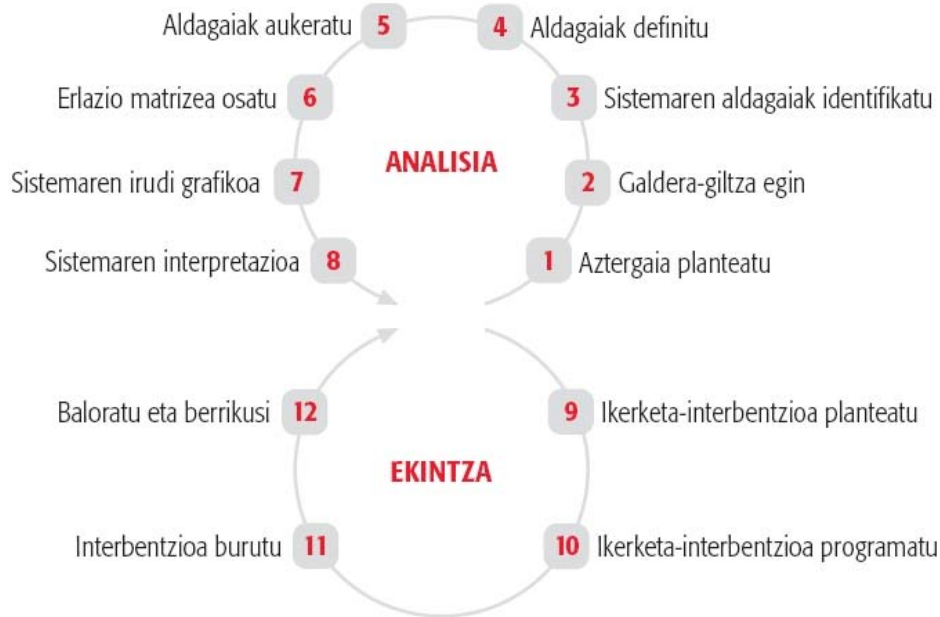 Aldagaiak aukeratu 5
4 Aldagaiak definitu
Erlazio matrizea osatu 6
3 Sistemaren aldagaiak identifikatu
ANALISIA
Sistemaren irudi grafikoa 7
2 Galdera-giltza egin
Sistemaren interpretazioa 8
1 Aztergaia planteatu
Baloratu eta berrikusi 12
9 Ikerketa-interbentzioa planteatu
EKINTZA
Interbentzioa burutu 11
10 Ikerketa-interbentzioa programatu